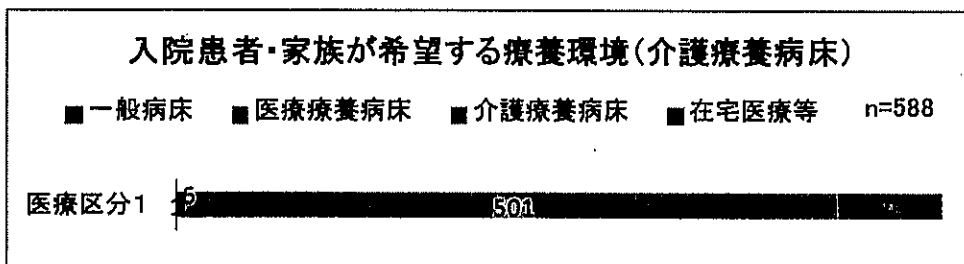 入院患者・家族が希望する療養環境(介護療養病床)
■一般病床 ■医療療養病床 ■介護療養病床 ■在宅医療等 n=588
医療区分1 501